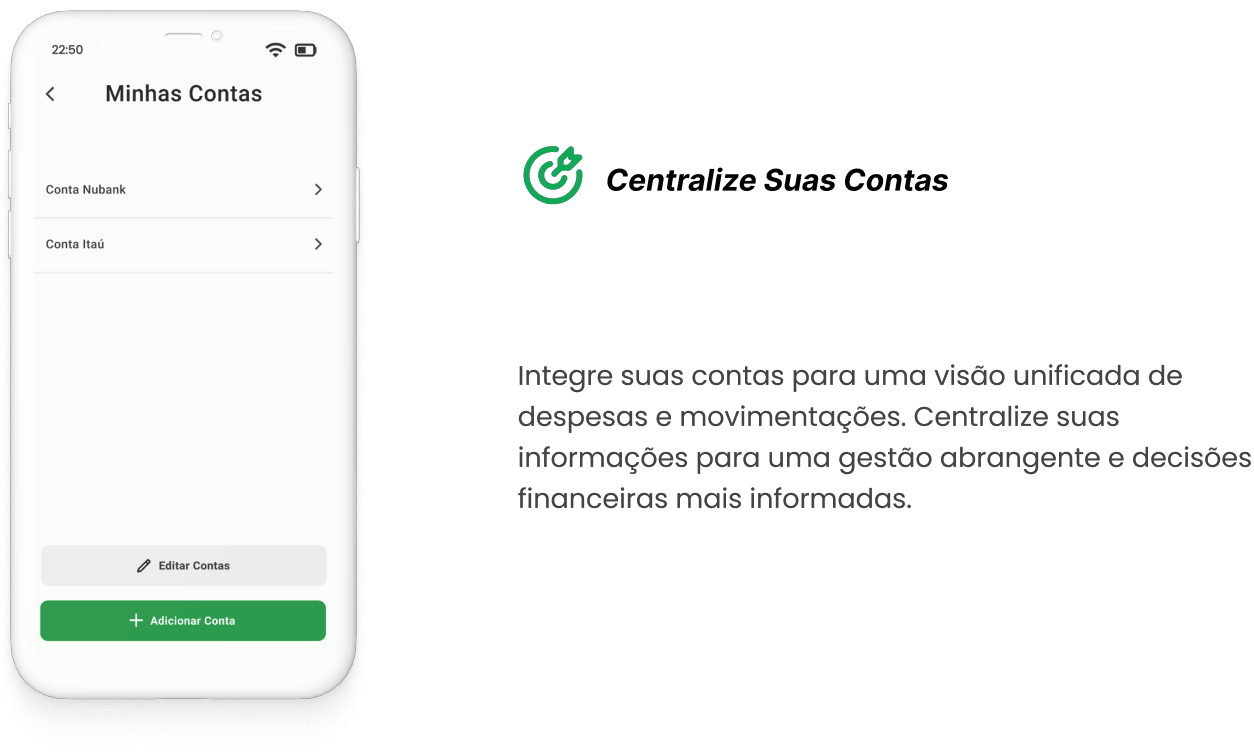 22:50
Minhas Contas
Conta Nubank
Conta Itaú
Editar Contas
Adicionar Conta
Centralize Suas Contas
Integre suas contas para uma visão unificada de
despesas e movimentações. Centralize suas
informações para uma gestão abrangente e decisões
financeiras mais informadas.